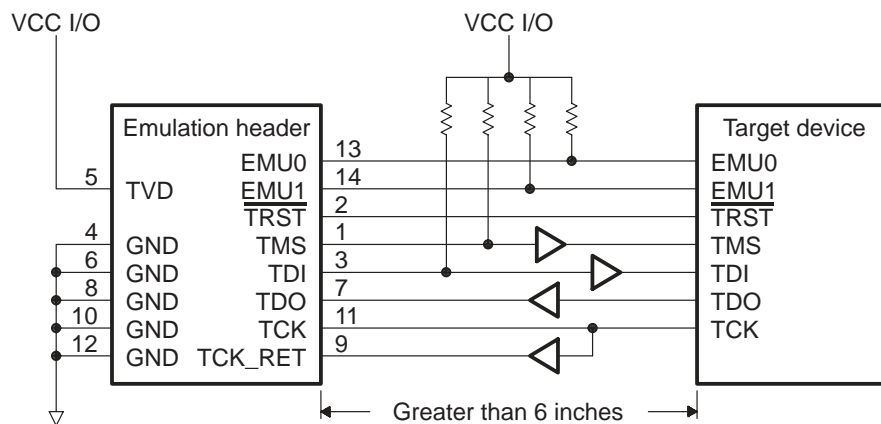 VCC I/O VCC I/O
Emulation header Target device
EMU0 13 EMU0
5 TVD EMU1 14 EMU1
TRST 2 TRST
4 GND TMS 1 TMS
6 GND TDI 3 TDI
8 GND TDO 7 TDO
10 GND TCK 11 TCK
12 GND TCK_RET 9
Greater than 6 inches